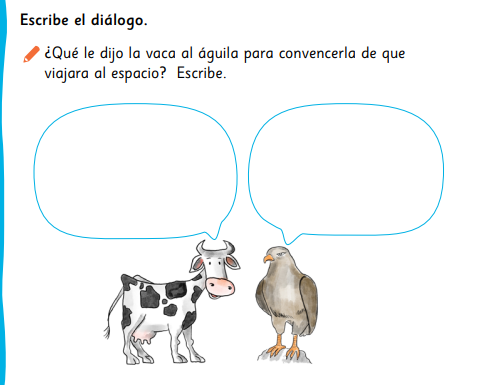 Escribe el diálogo.
¿Qué le dijo la vaca al águila para convencerla de que
viajara al espacio? Escribe.